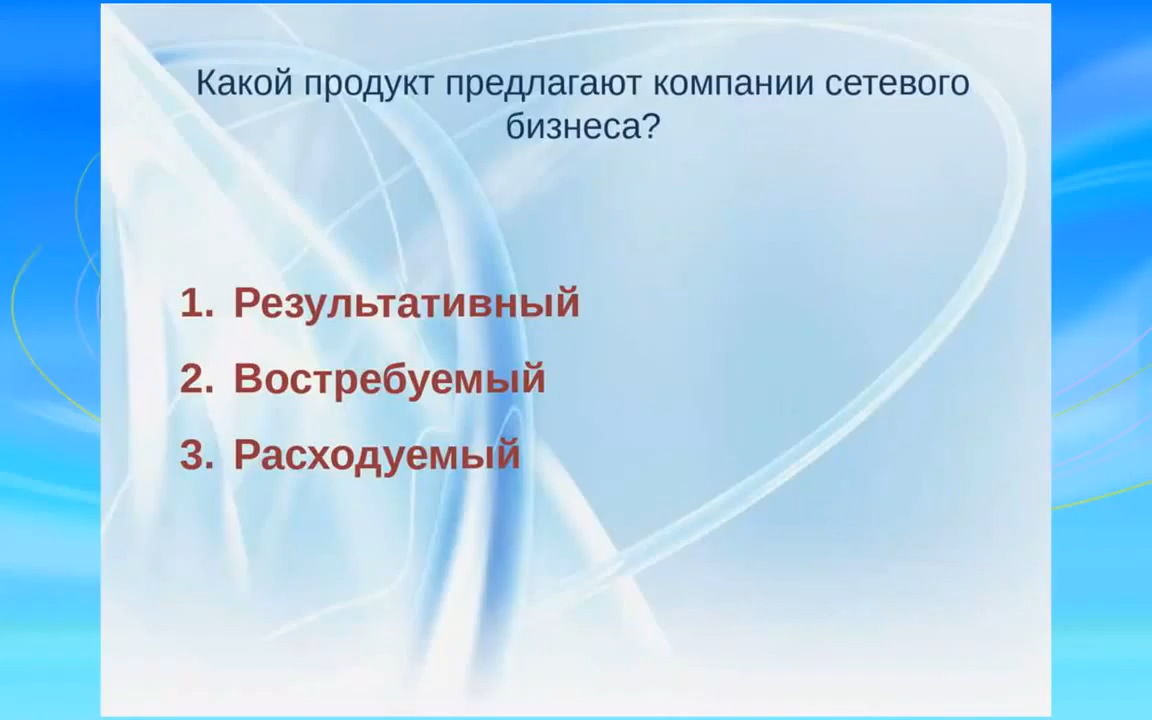 Какой продукт предлагают компании сетевого
бизнеса?
1. Результативный
2. Востребуемый
3. Расходуемый